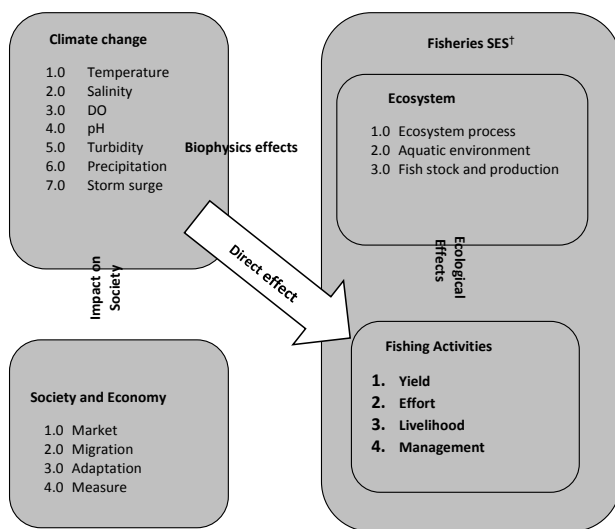 Climate change
1.0 Temperature
2.0 Salinity
3.0 DO
4.0 pH
5.0 Turbidity
6.0 Precipitation
7.0 Storm surge
Biophysics effects
Fisheries SES†
Ecosystem
1.0 Ecosystem process
2.0 Aquatic environment
3.0 Fish stock and production
Direct effect
Impact on
Society
Ecological
Effects
Society and Economy
1.0 Market
2.0 Migration
3.0 Adaptation
4.0 Measure
Fishing Activities
1. Yield
2. Effort
3. Livelihood
4. Management